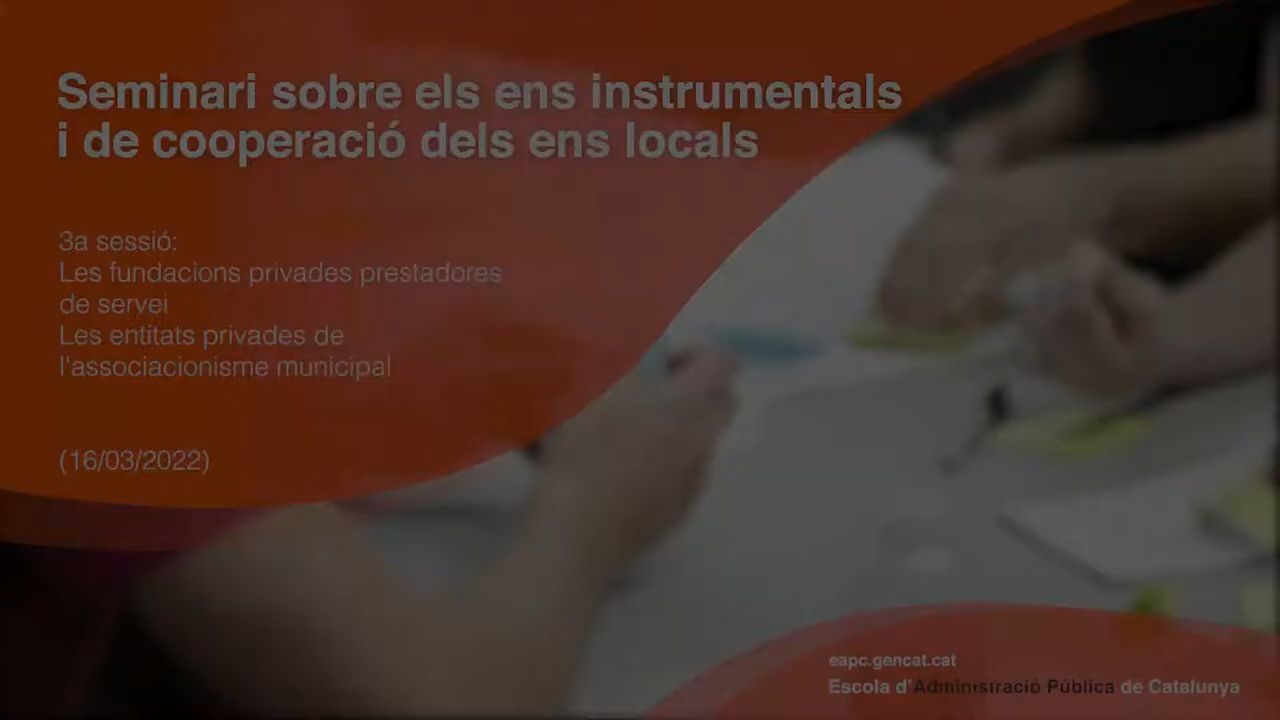 Seminari sobre els ens instrumentals
i de cooperació dels ens locals
3a sessió:
Les fundacions privades prestadores
de servei
Les entitats privades de
l'associacionisme municipal
(16/03/2022)
eapc.gencat.cat
Escola d'Administració Pública de Catalunya